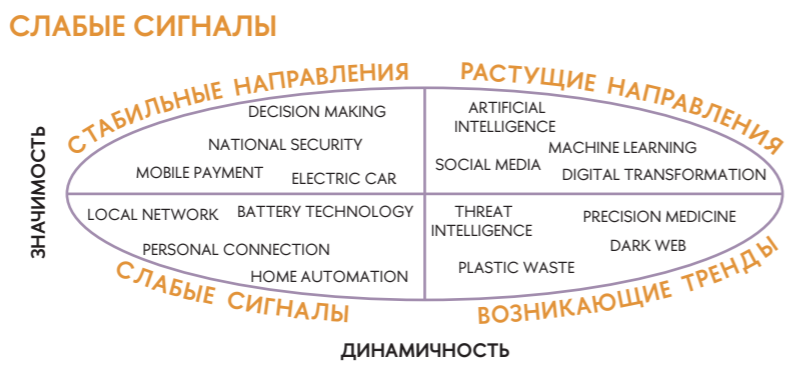 СЛАБЫЕ СИГНАЛЫ
СТАБИЛЬНЫЕ НАПРАВЛЕНИЯ
РАСТУЩИЕ НАПРАВЛЕНИЯ
ЗНАЧИМОСТЬ
DECISION MAKING
NATIONAL SECURITY
MOBILE PAYMENT
ELECTRIC CAR
ARTIFICIAL
INTELLIGENCE
MACHINE LEARNING
SOCIAL MEDIA
DIGITAL TRANSFORMATION
LOCAL NETWORK
BATTERY TECHNOLOGY
PERSONAL CONNECTION
HOME AUTOMATION
THREAT
INTELLIGENCE
PRECISION MEDICINE
DARK WEB
PLASTIC WASTE
СЛАБЫЕ СИГНАЛЫ
ВОЗНИКАЮЩИЕ ТРЕНДЫ
ДИНАМИЧНОСТЬ